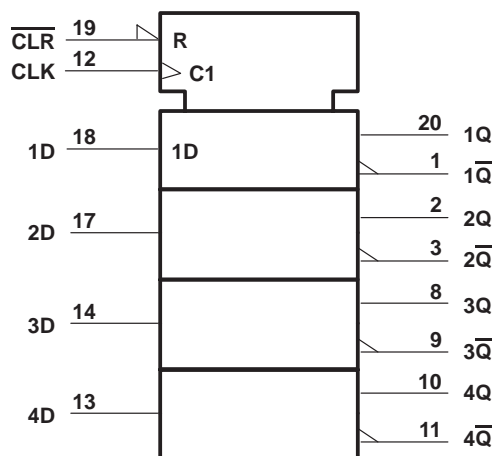 C̅L̅R̅ 19 R
CLK 12 C1
1D 18 1D 20 1Q
1 1Q̅
2D 17 2 2Q
3 2Q̅
3D 14 8 3Q
9 3Q̅
4D 13 10 4Q
11 4Q̅